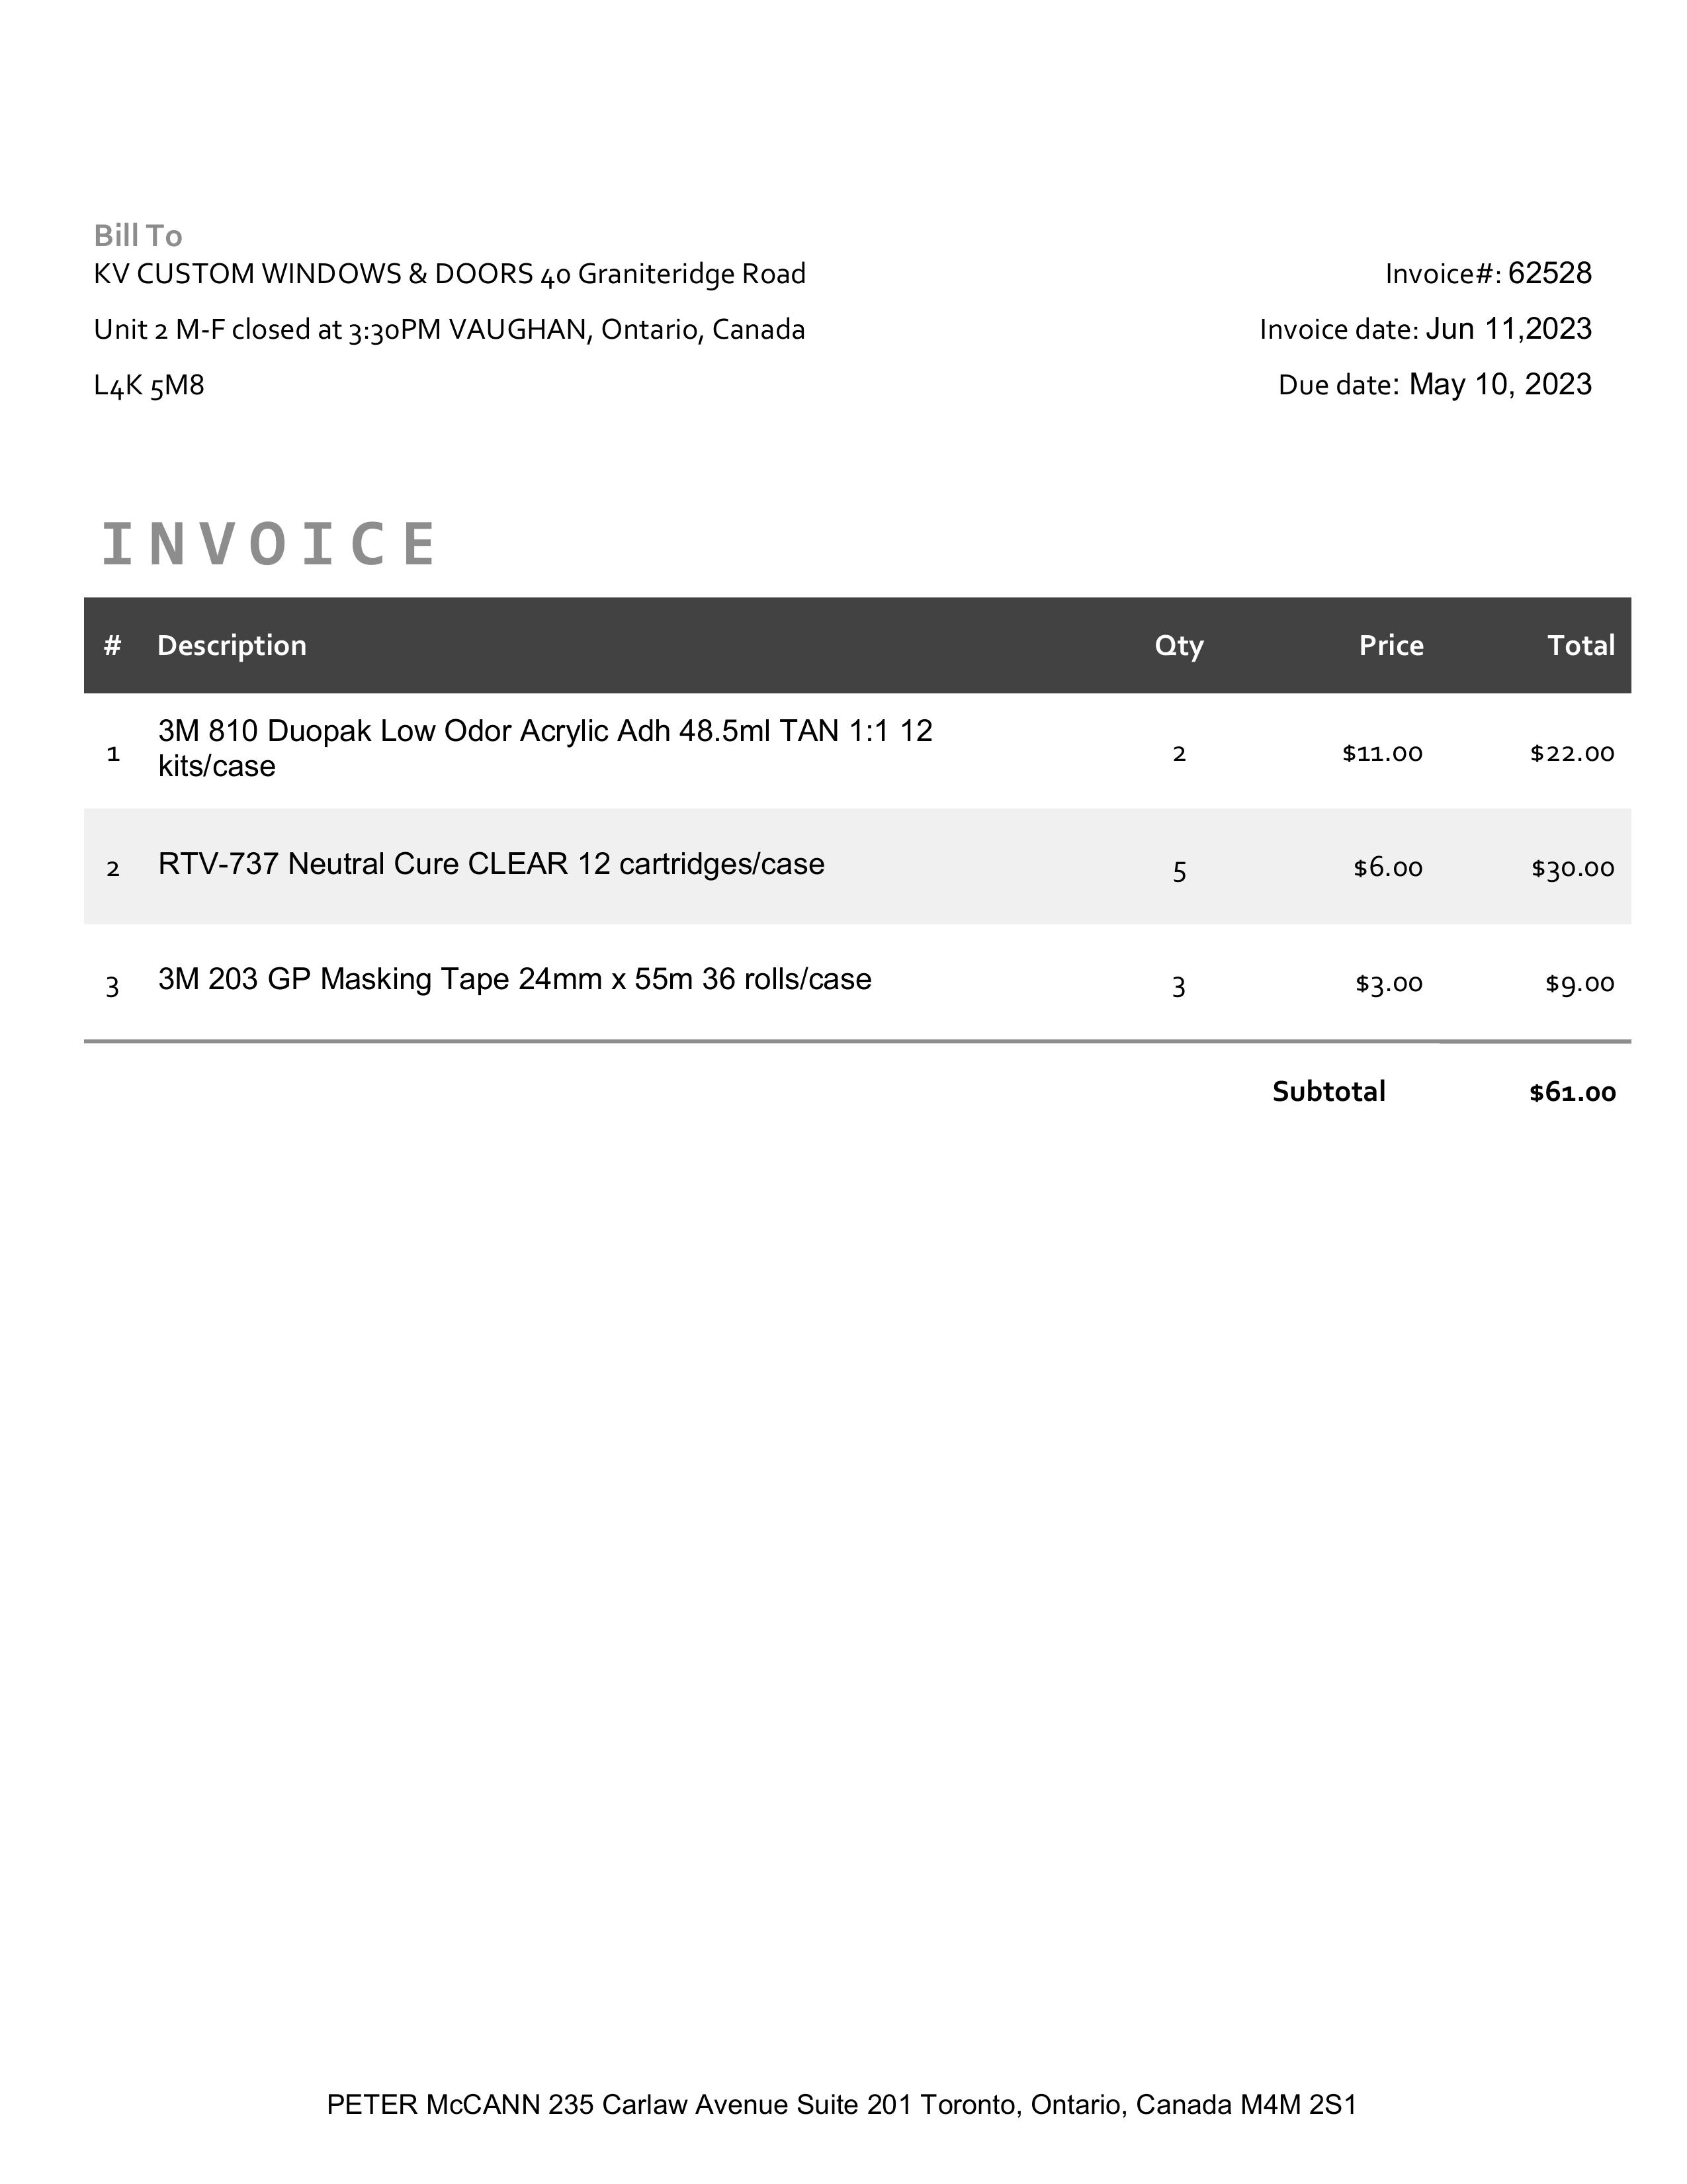 Bill To
KV CUSTOM WINDOWS & DOORS 40 Graniteridge Road
Unit 2 M-F closed at 3:30PM VAUGHAN, Ontario, Canada
L4K 5M8
Invoice#: 62528
Invoice date: Jun 11,2023
Due date: May 10, 2023
INVOICE
# Description Qty Price Total
1 3M 810 Duopak Low Odor Acrylic Adh 48.5ml TAN 1:1 12
kits/case 2 $11.00 $22.00
2 RTV-737 Neutral Cure CLEAR 12 cartridges/case 5 $6.00 $30.00
3 3M 203 GP Masking Tape 24mm x 55m 36 rolls/case 3 $3.00 $9.00
Subtotal $61.00
PETER McCANN 235 Carlaw Avenue Suite 201 Toronto, Ontario, Canada M4M 2S1